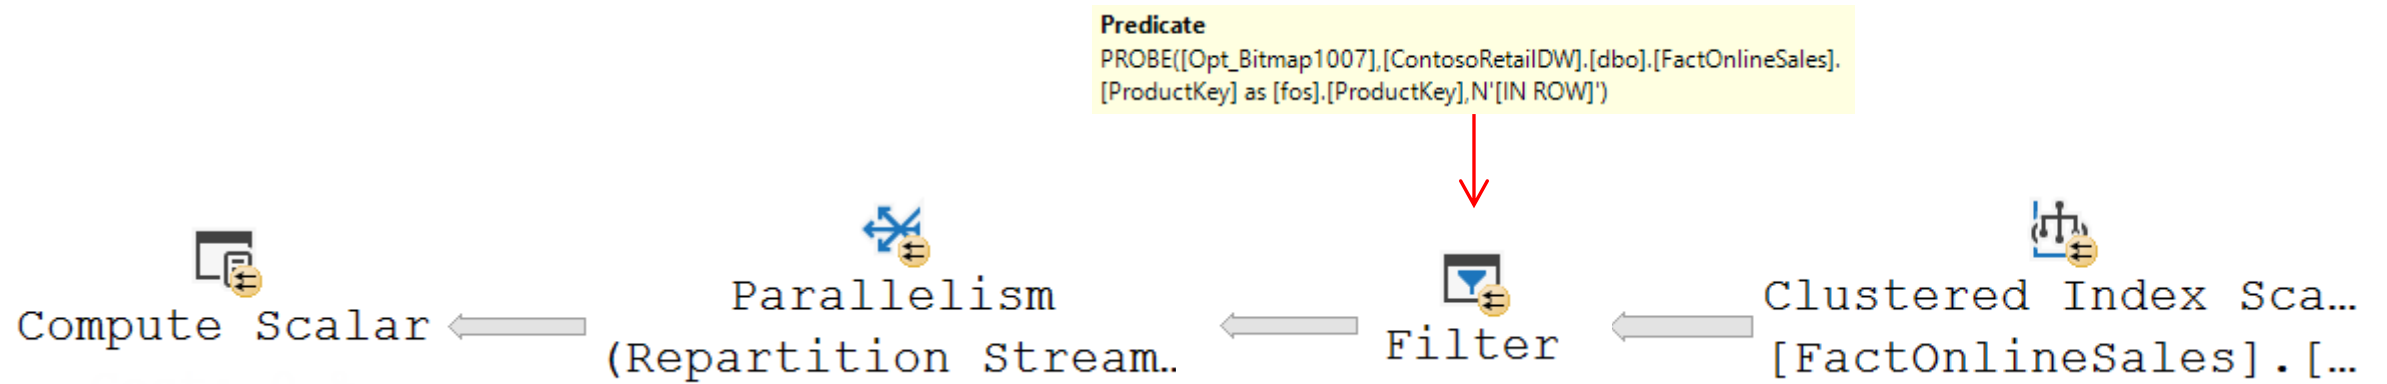 Predicate
PROBE([Opt_Bitmap1007],[ContosoRetailDW].[dbo].[FactOnlineSales].
[ProductKey] as [fos].[ProductKey],N'[IN ROW]')
Compute Scalar
Parallelism
(Repartition Stream…
Filter
Clustered Index Sca…
[FactOnlineSales].[…